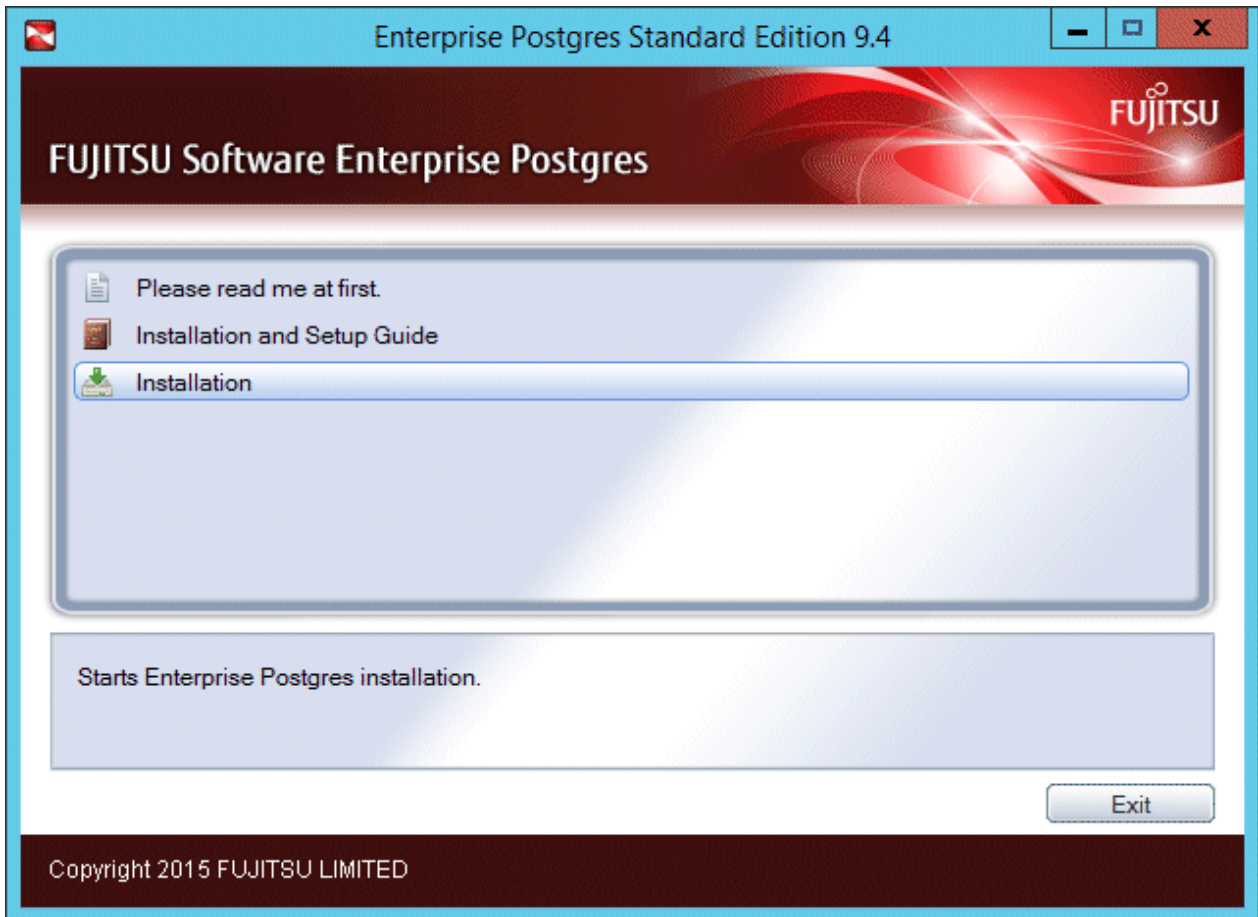 Enterprise Postgres Standard Edition 9.4
FUJITSU
FUJITSU Software Enterprise Postgres
Please read me at first.
Installation and Setup Guide
Installation
Starts Enterprise Postgres installation.
Exit
Copyright 2015 FUJITSU LIMITED